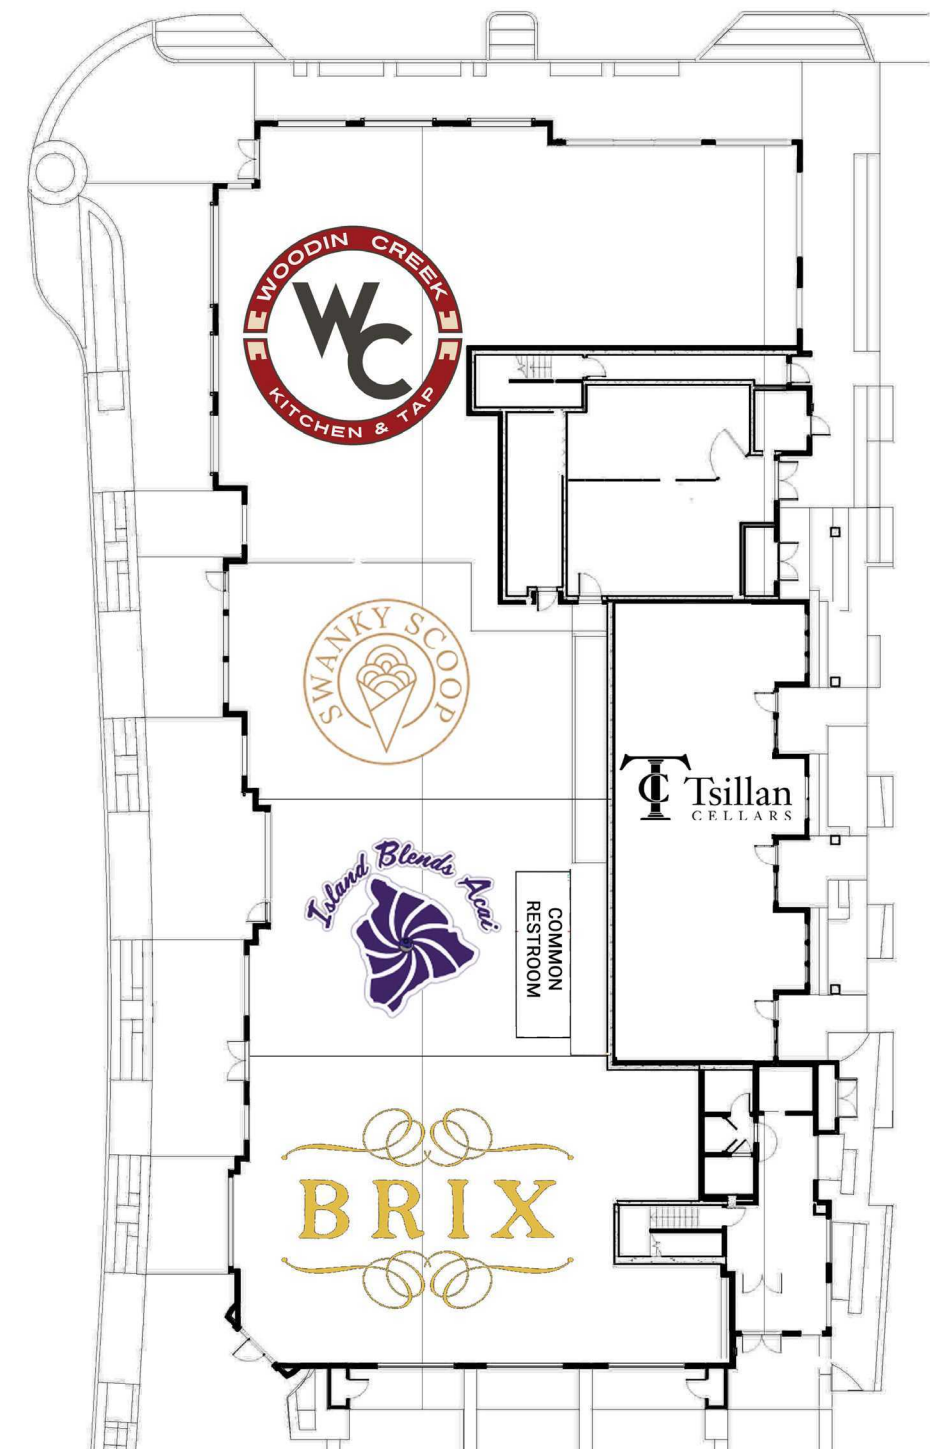 WOODIN CREEK
WC
KITCHEN & TAP
SWANKY SCOOP
TC Tsillan
CELLARS
Island Blends Acai
COMMON
RESTROOM
BRIX